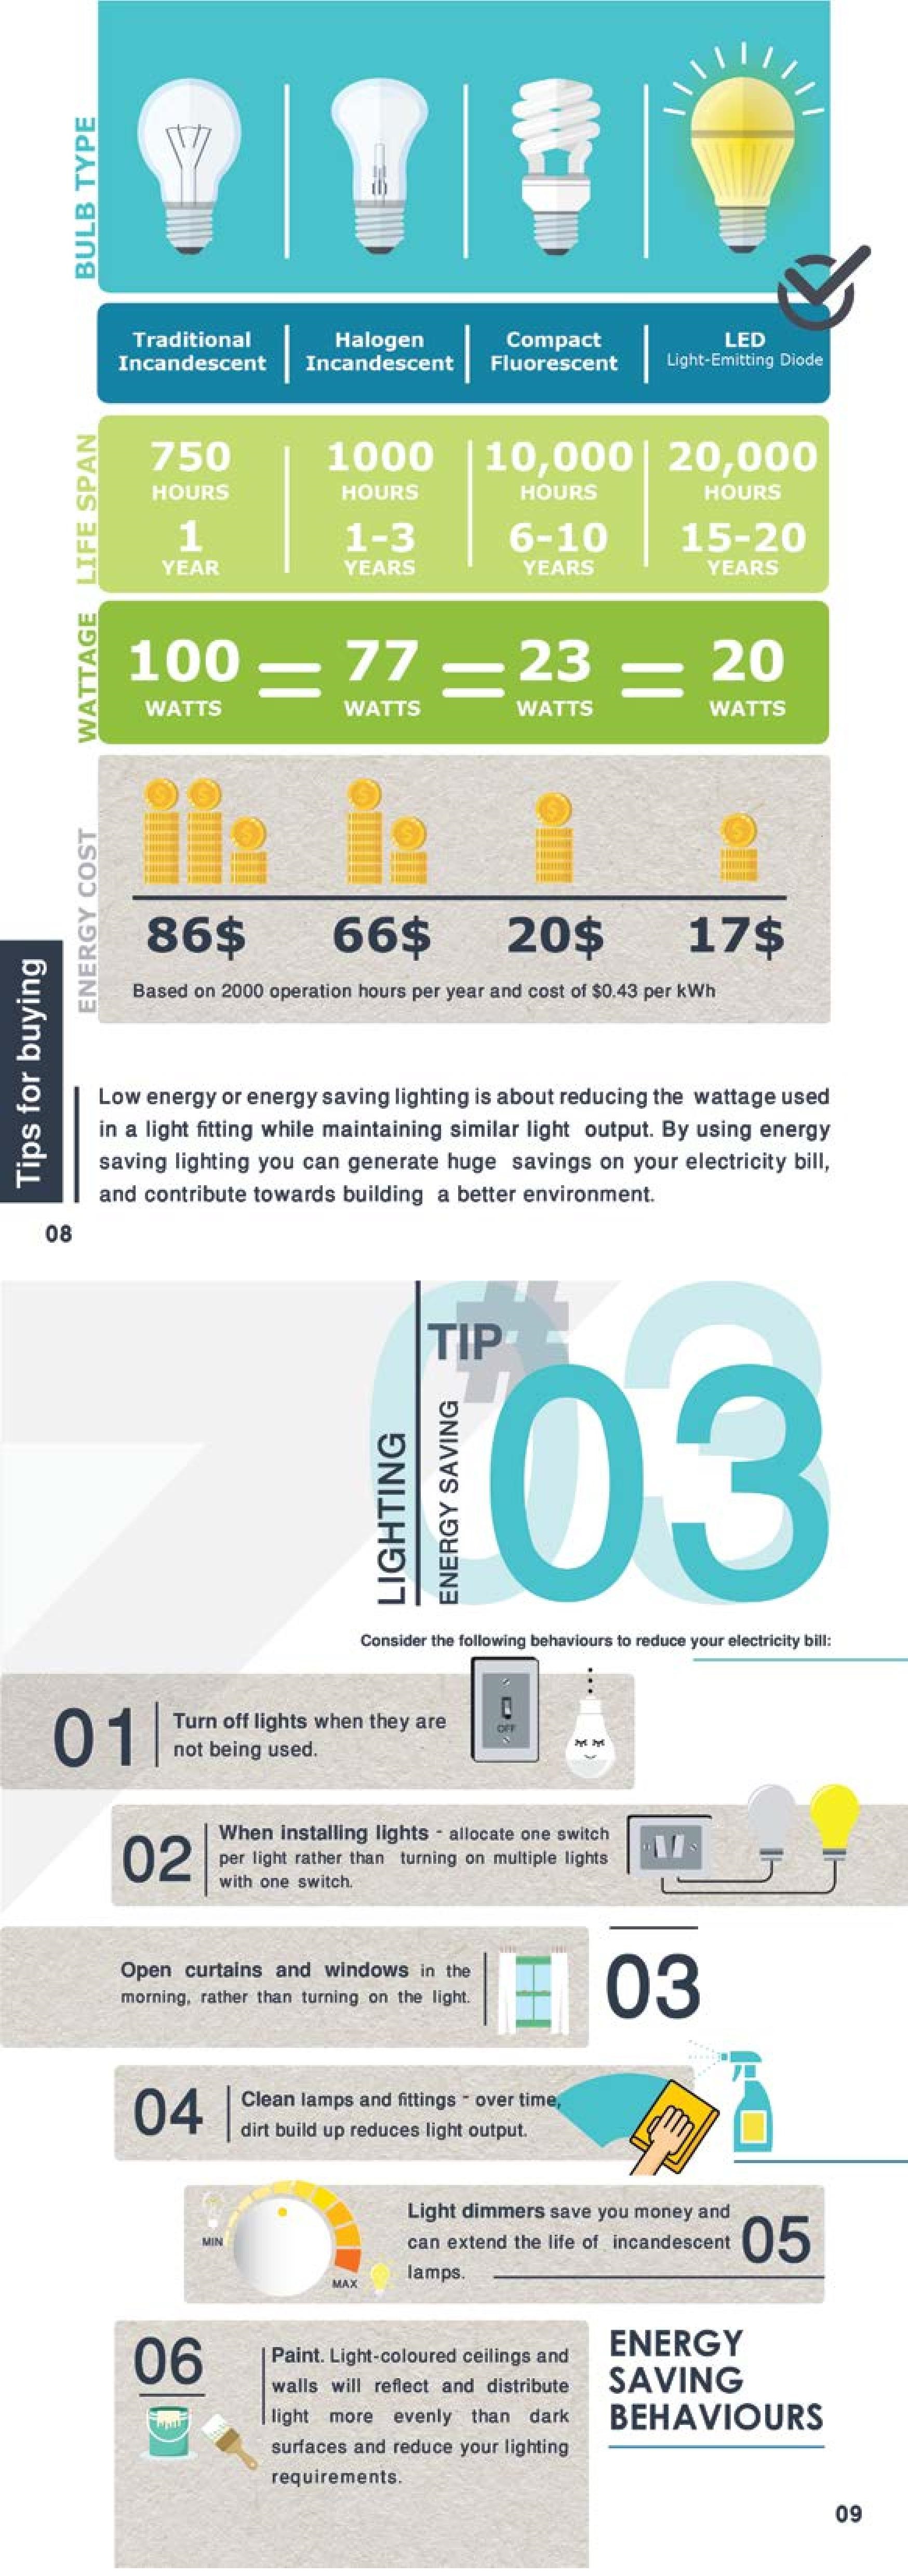 BULB TYPE
Traditional
Incandescent
Halogen
Incandescent
Compact
Fluorescent
LED
Light-Emitting Diode
LIFE SPAN
750
HOURS
1
YEAR
1000
HOURS
1-3
YEARS
10,000
HOURS
6-10
YEARS
20,000
HOURS
15-20
YEARS
WATTAGE
100 = 77 = 23 = 20
WATTS WATTS WATTS WATTS
ENERGY COST
86$ 66$ 20$ 17$
Based on 2000 operation hours per year and cost of $0.43 per kWh
Tips for buying
Low energy or energy saving lighting is about reducing the wattage used
in a light fitting while maintaining similar light output. By using energy
saving lighting you can generate huge savings on your electricity bill,
and contribute towards building a better environment.
08
LIGHTING
ENERGY SAVING
TIP
#
03
Consider the following behaviours to reduce your electricity bill:
01
Turn off lights when they are
not being used.
OFF
02
When installing lights - allocate one switch
per light rather than turning on multiple lights
with one switch.
Open curtains and windows in the
morning, rather than turning on the light.
03
04
Clean lamps and fittings - over time,
dirt build up reduces light output.
MIN
MAX
Light dimmers save you money and
can extend the life of incandescent
lamps.
05
06
Paint. Light-coloured ceilings and
walls will reflect and distribute
light more evenly than dark
surfaces and reduce your lighting
requirements.
ENERGY
SAVING
BEHAVIOURS
09